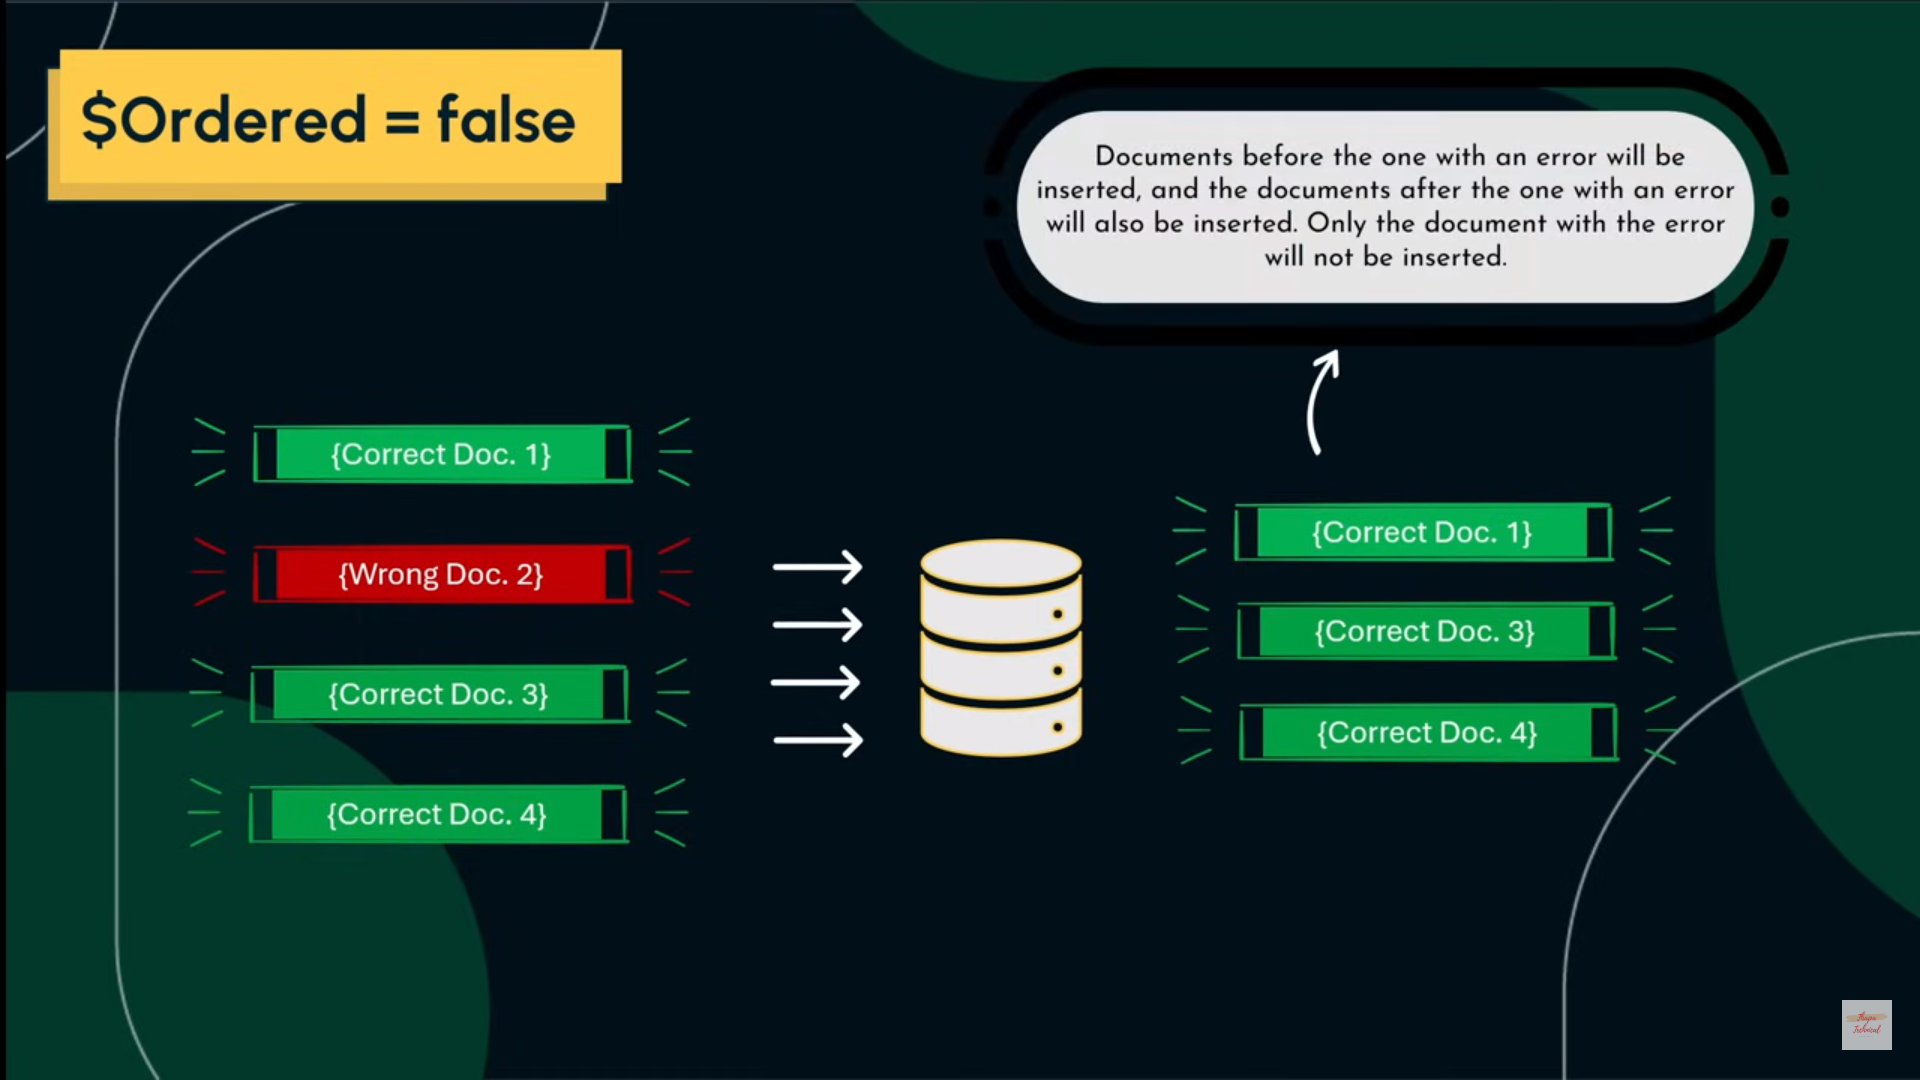 $Ordered = false
Documents before the one with an error will be
inserted, and the documents after the one with an error
will also be inserted. Only the document with the error
will not be inserted.
{Correct Doc. 1}
{Wrong Doc. 2}
{Correct Doc. 3}
{Correct Doc. 4}
{Correct Doc. 1}
{Correct Doc. 3}
{Correct Doc. 4}
Thapa
Technical